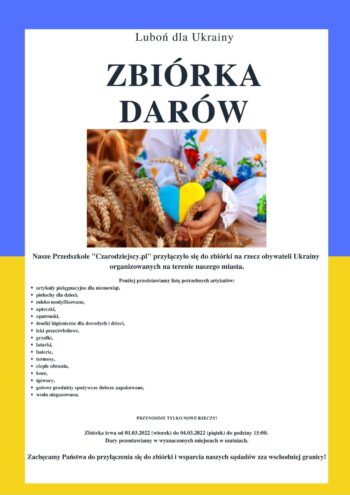 Luboń dla Ukrainy
ZBIÓRKA
DARÓW
Nasze Przedszkole "Czarodziejscy.pl" przyłączyło się do zbiórki na rzecz obywateli Ukrainy
organizowanych na terenie naszego miasta.
Poniżej przedstawiamy listę potrzebnych artykułów:
• artykuły pielęgnacyjne dla niemowląt,
• pieluchy dla dzieci,
• mleko modyfikowane,
• apteczki,
• opatrunki,
• środki higieniczne dla dorosłych i dzieci,
• leki przeciwbólowe,
• grzałki,
• latarki,
• baterie,
• termosy,
• ciepłe ubrania,
• koce,
• śpiwory,
• gotowe produkty spożywcze dobrze zapakowane,
• woda niegazowana.
PRZYNOSIMY TYLKO NOWE RZECZY!
Zbiórka trwa od 01.03.2022 (wtorek) do 04.03.2022 (piątek) do godziny 15:00.
Dary pozostawiamy w wyznaczonych miejscach w szatniach.
Zachęcamy Państwa do przyłączenia się do zbiórki i wsparcia naszych sąsiadów zza wschodniej granicy!